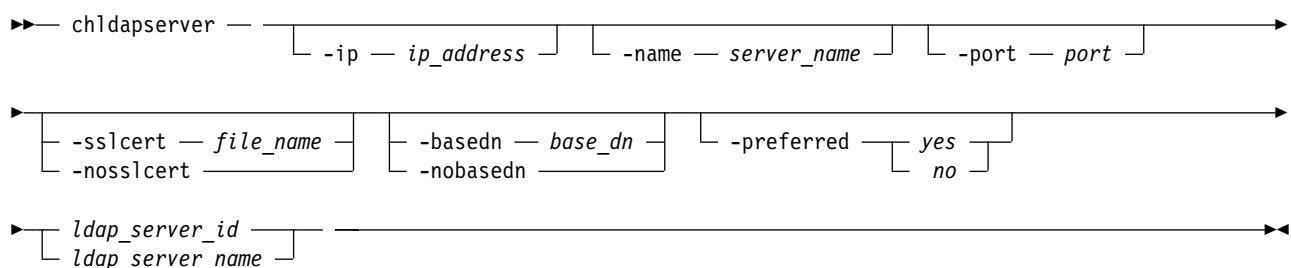 chldapserver
-ip ip_address -name server_name -port port
-sslcert file_name -basedn base_dn -preferred yes
-nosslcert -nobasedn no
ldap_server_id
ldap_server_name